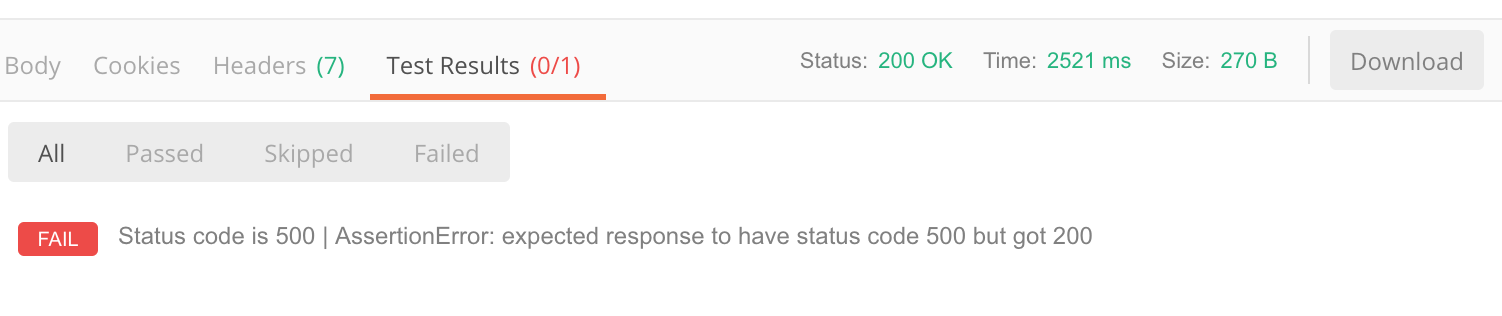 Body Cookies Headers (7) Test Results (0/1) Status: 200 OK Time: 2521 ms Size: 270 B Download
All Passed Skipped Failed
FAIL Status code is 500 | AssertionError: expected response to have status code 500 but got 200